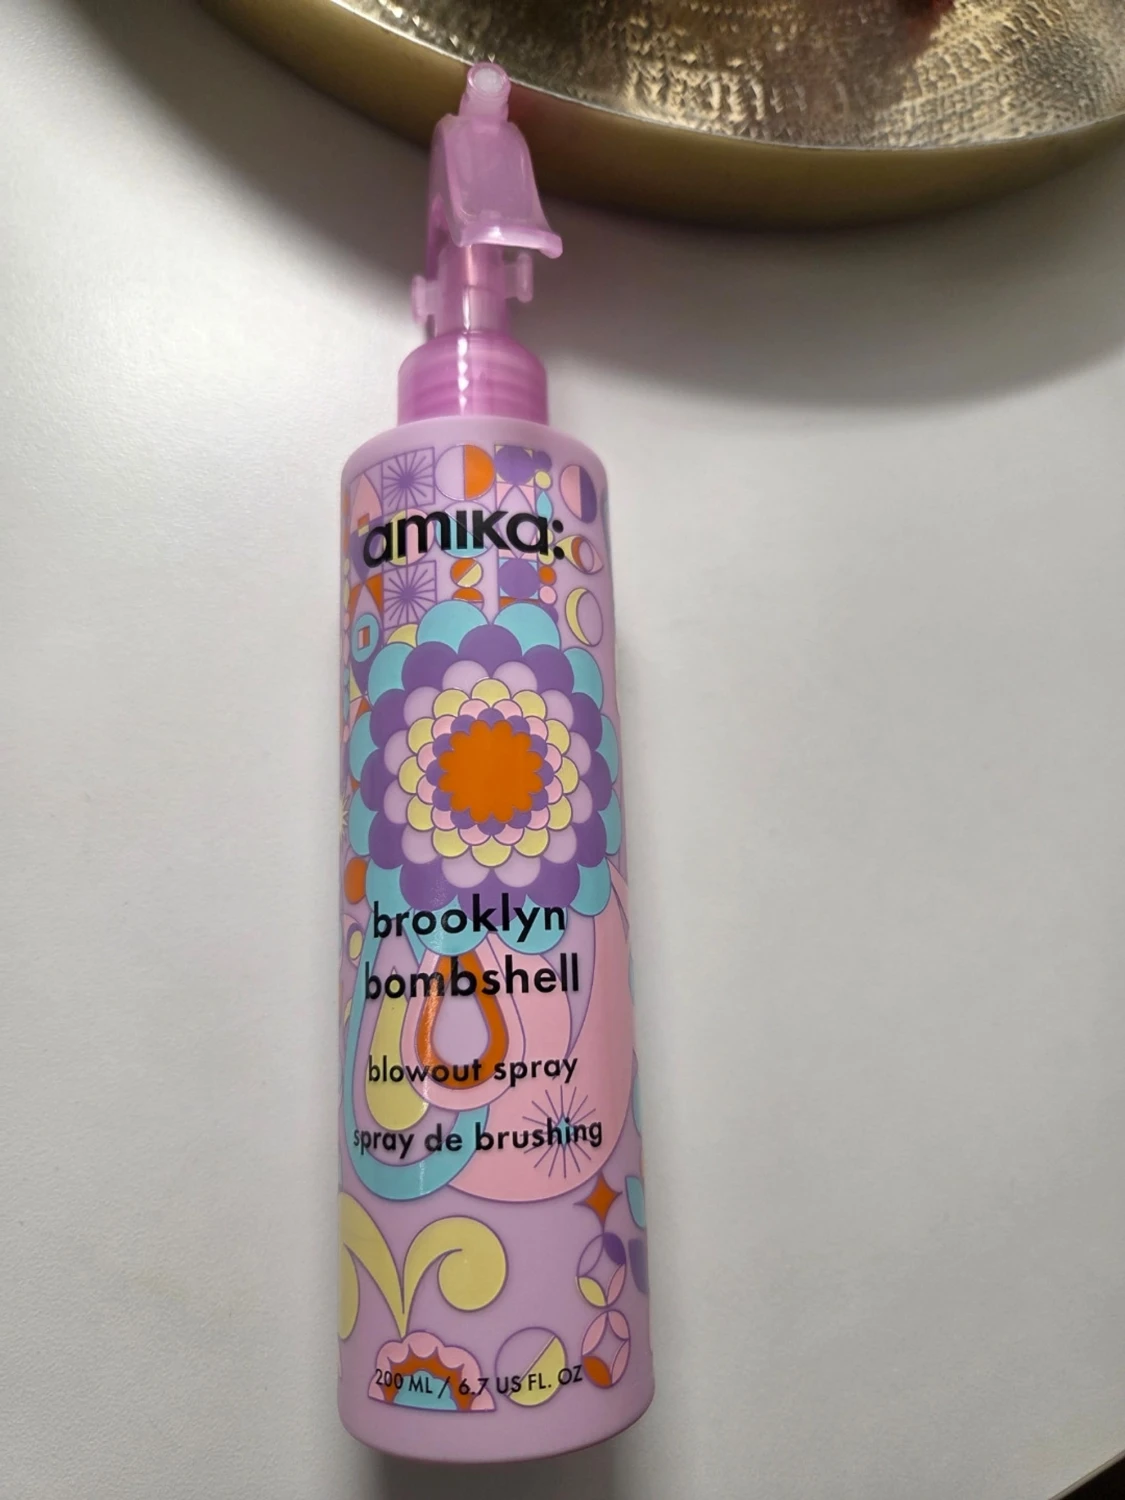 amika:
brooklyn
bombshell
blowout spray
spray de brushing
200 ML / 6.7 US FL. OZ